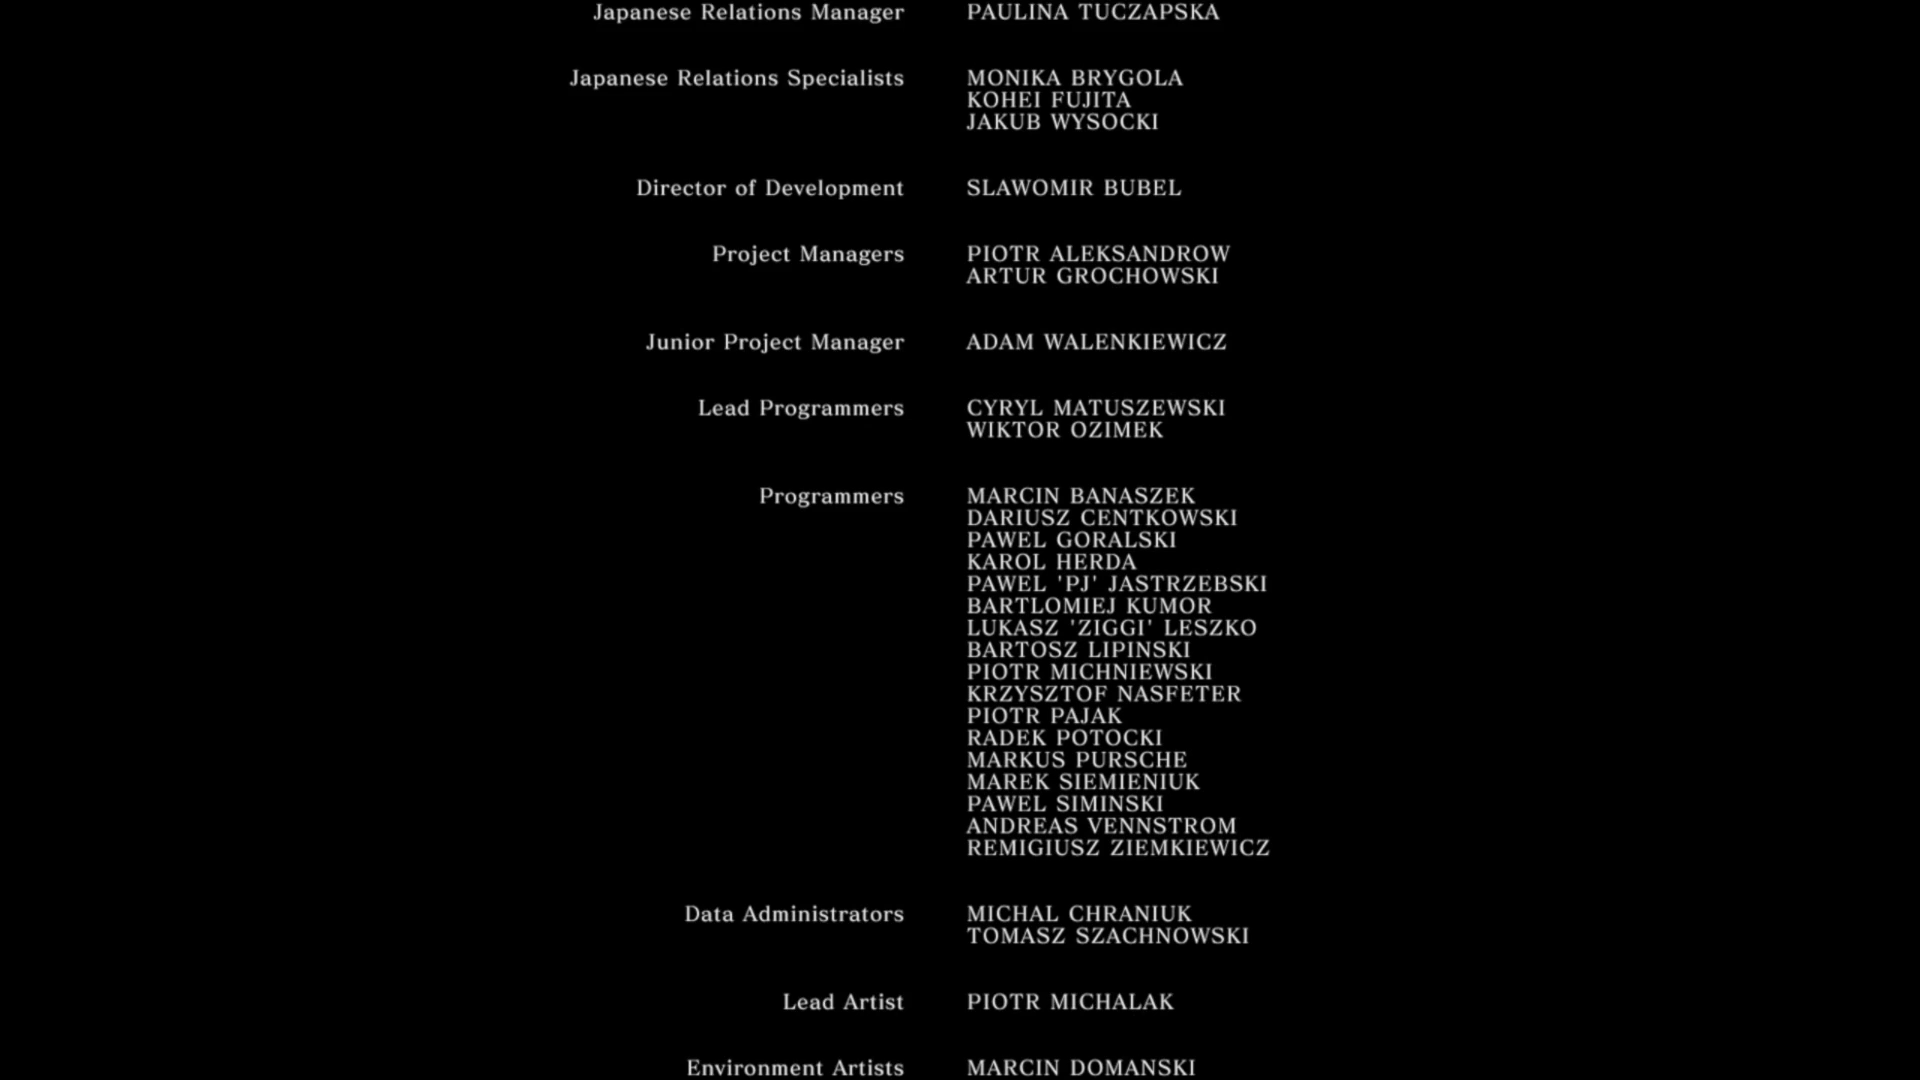 Japanese Relations Manager PAULINA TUCZAPSKA
Japanese Relations Specialists MONIKA BRYGOLA
KOHEI FUJITA
JAKUB WYSOCKI
Director of Development SLAWOMIR BUBEL
Project Managers PIOTR ALEKSANDROW
ARTUR GROCHOWSKI
Junior Project Manager ADAM WALENKIEWICZ
Lead Programmers CYRYL MATUSZEWSKI
WIKTOR OZIMEK
Programmers MARCIN BANASZEK
DARIUSZ CENTKOWSKI
PAWEL GORALSKI
KAROL HERDA
PAWEL 'PJ' JASTRZEBSKI
BARTLOMIEJ KUMOR
LUKASZ 'ZIGGI' LESZKO
BARTOSZ LIPINSKI
PIOTR MICHNIEWSKI
KRZYSZTOF NASFETER
PIOTR PAJAK
RADEK POTOCKI
MARKUS PURSCHE
MAREK SIEMIENIUK
PAWEL SIMINSKI
ANDREAS VENNSTROM
REMIGIUSZ ZIEMKIEWICZ
Data Administrators MICHAL CHRANIUK
TOMASZ SZACHNOWSKI
Lead Artist PIOTR MICHALAK
Environment Artists MARCIN DOMANSKI